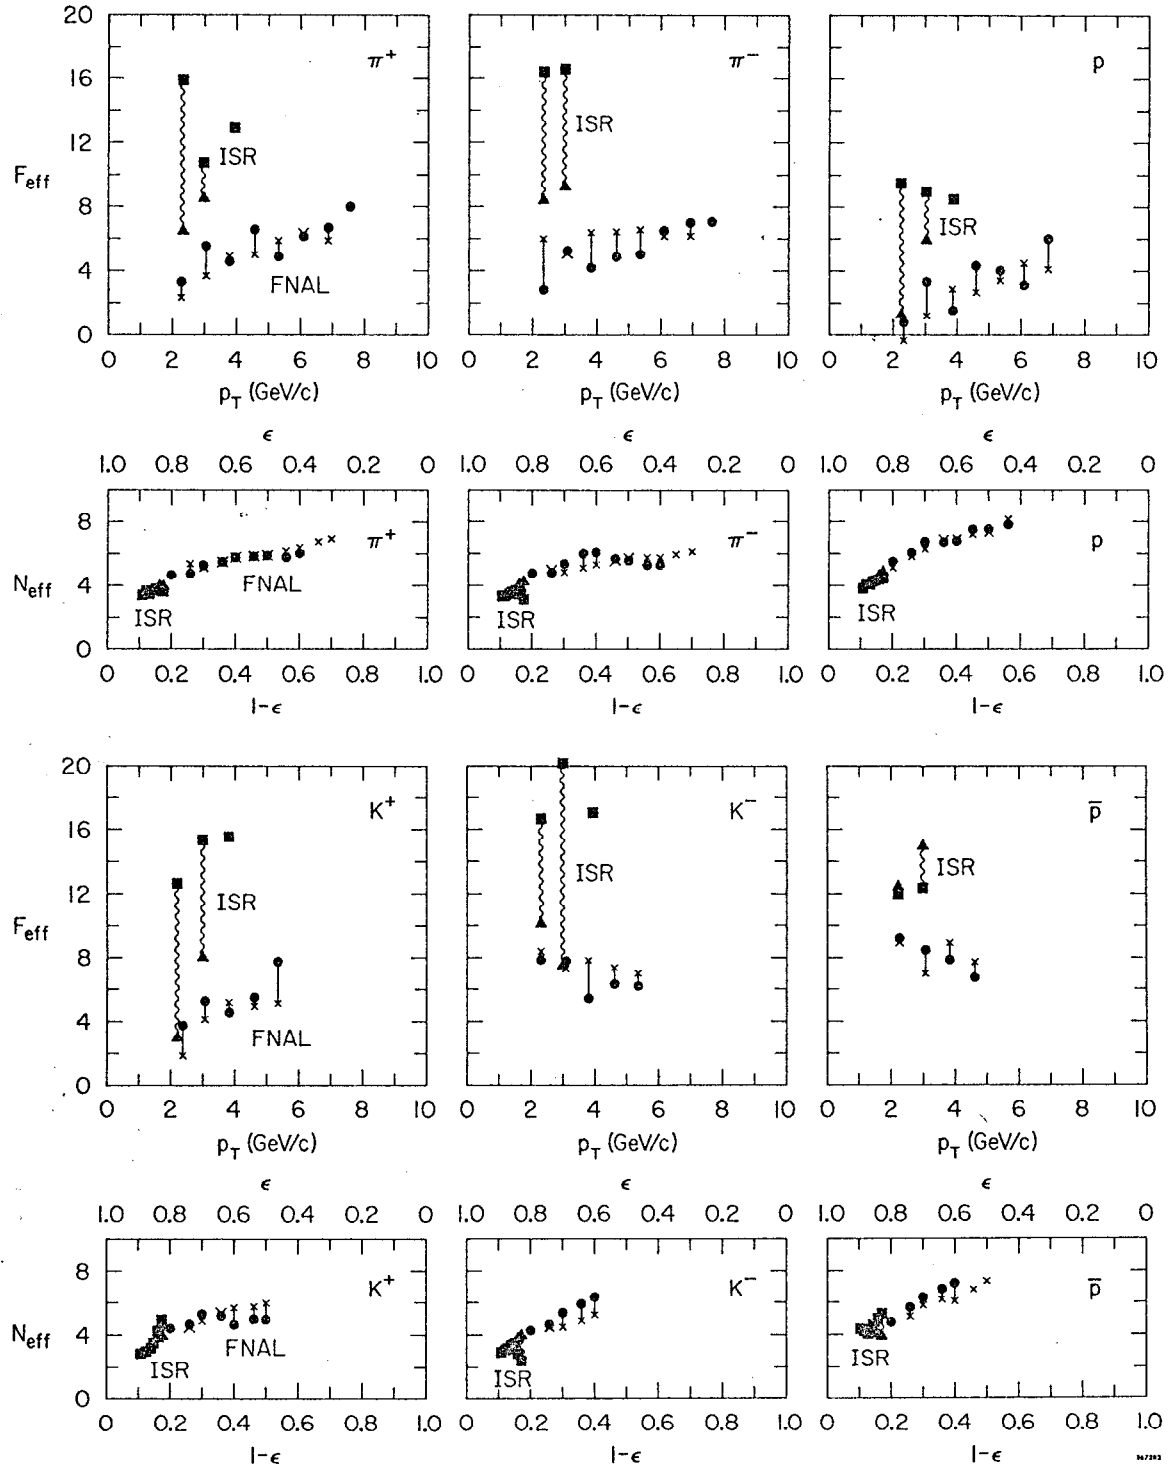 20 π⁺ π⁻ p
16
12 ISR ISR
F_eff
8 ISR
4 FNAL
0
0 2 4 6 8 10 0 2 4 6 8 10 0 2 4 6 8 10
p_T (GeV/c) p_T (GeV/c) p_T (GeV/c)
ϵ ϵ ϵ
1.0 0.8 0.6 0.4 0.2 0 1.0 0.8 0.6 0.4 0.2 0 1.0 0.8 0.6 0.4 0.2 0
8 π⁺ π⁻ p
N_eff 4 FNAL
ISR ISR ISR
0
0 0.2 0.4 0.6 0.8 1.0 0 0.2 0.4 0.6 0.8 1.0 0 0.2 0.4 0.6 0.8 1.0
1-ϵ 1-ϵ 1-ϵ
20 K⁺ K⁻ p̄
16
12 ISR ISR ISR
F_eff
8
4 FNAL
0
0 2 4 6 8 10 0 2 4 6 8 10 0 2 4 6 8 10
p_T (GeV/c) p_T (GeV/c) p_T (GeV/c)
ϵ ϵ ϵ
1.0 0.8 0.6 0.4 0.2 0 1.0 0.8 0.6 0.4 0.2 0 1.0 0.8 0.6 0.4 0.2 0
8 K⁺ K⁻ p̄
N_eff 4 FNAL
ISR ISR ISR
0
0 0.2 0.4 0.6 0.8 1.0 0 0.2 0.4 0.6 0.8 1.0 0 0.2 0.4 0.6 0.8 1.0
1-ϵ 1-ϵ 1-ϵ